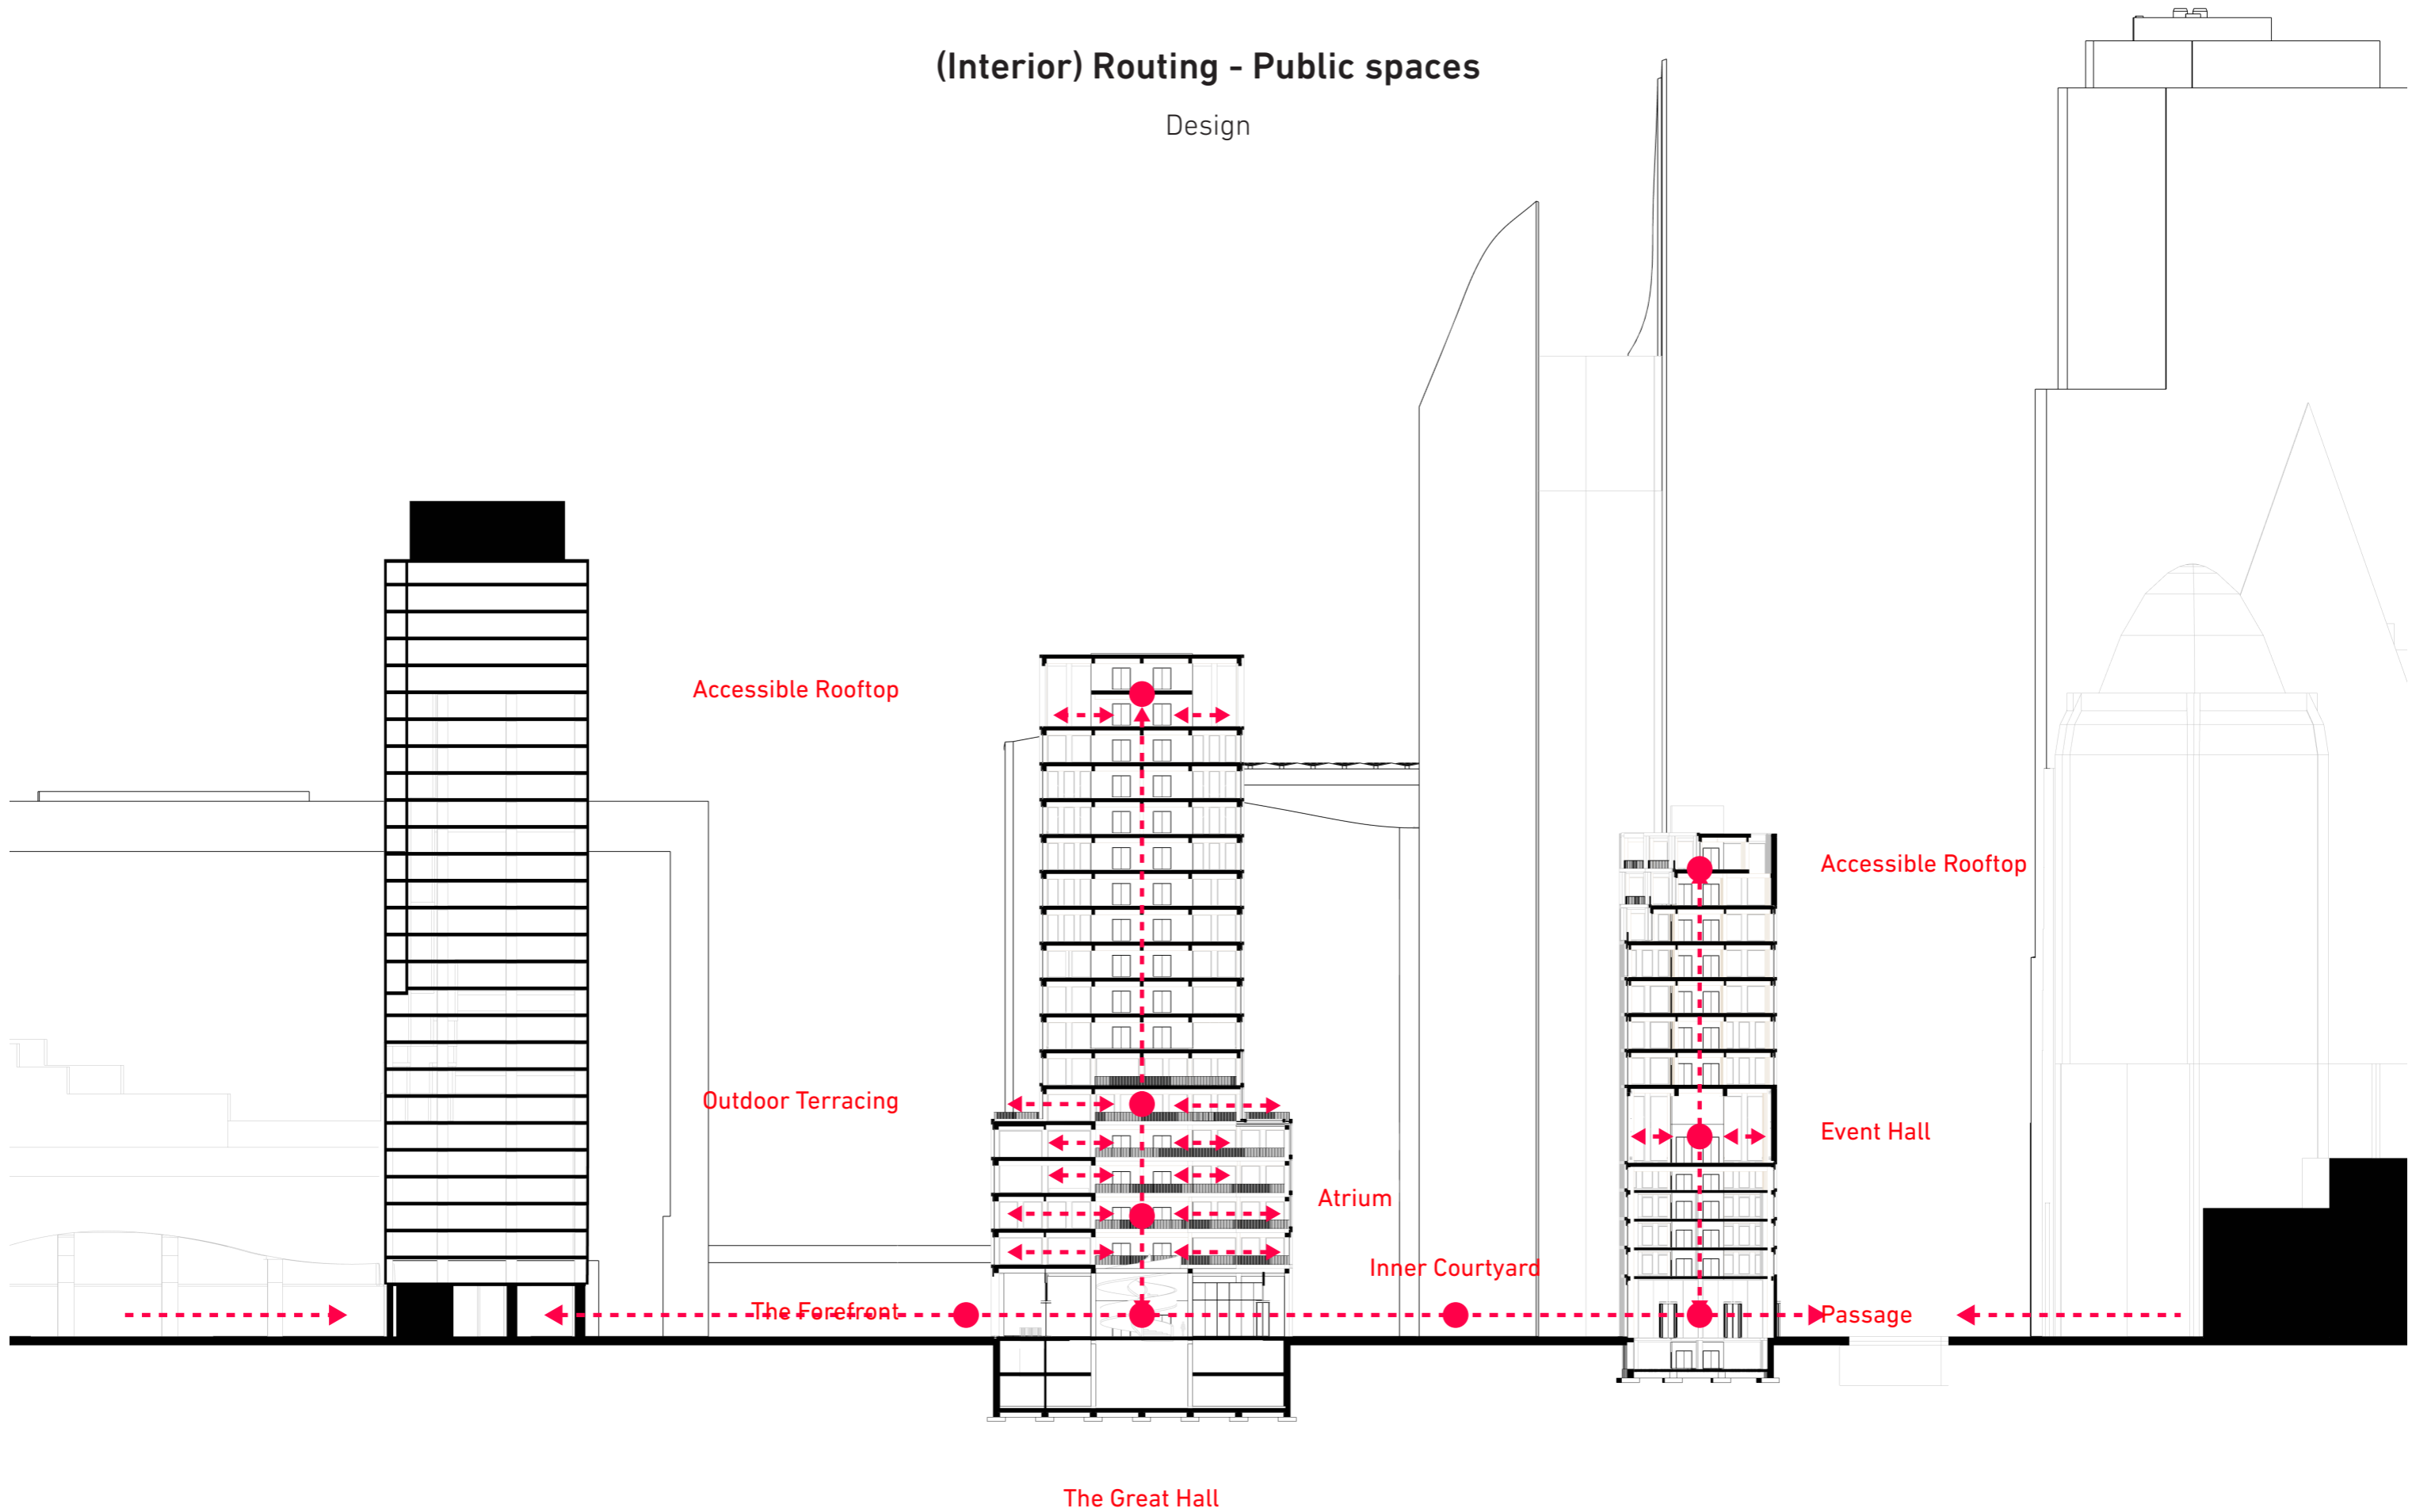 (Interior) Routing - Public spaces
Design
Accessible Rooftop
Accessible Rooftop
Outdoor Terracing
Event Hall
Atrium
Inner Courtyard
The Forefront
Passage
The Great Hall